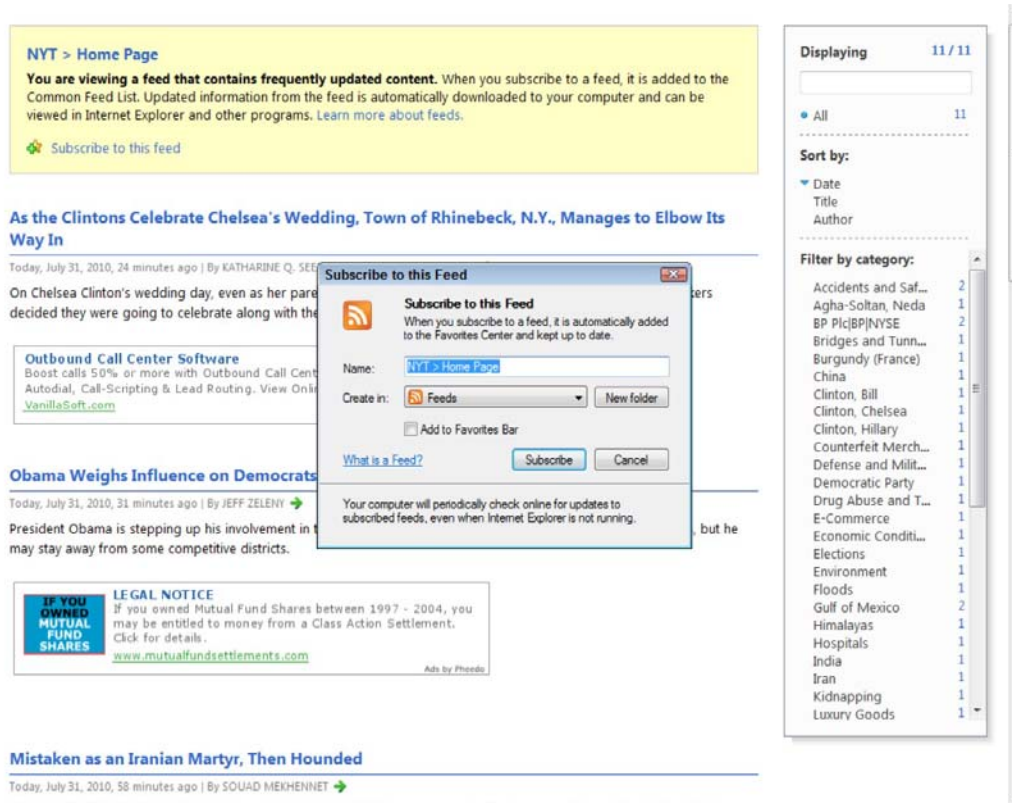 NYT > Home Page
You are viewing a feed that contains frequently updated content. When you subscribe to a feed, it is added to the
Common Feed List. Updated information from the feed is automatically downloaded to your computer and can be
viewed in Internet Explorer and other programs. Learn more about feeds.
Subscribe to this feed
As the Clintons Celebrate Chelsea's Wedding, Town of Rhinebeck, N.Y., Manages to Elbow Its
Way In
Today, July 31, 2010, 24 minutes ago | By KATHARINE Q. SEE
On Chelsea Clinton's wedding day, even as her pare
decided they were going to celebrate along with the
Outbound Call Center Software
Boost calls 50% or more with Outbound Call Cent
Autodial, Call-Scripting & Lead Routing. View Onli
VanillaSoft.com
Subscribe to this Feed
Subscribe to this Feed
When you subscribe to a feed, it is automatically added
to the Favorites Center and kept up to date.
Name: NYT > Home Page
Create in: Feeds New folder
Add to Favorites Bar
What is a Feed? Subscribe Cancel
Your computer will periodically check online for updates to
subscribed feeds, even when Internet Explorer is not running.
Obama Weighs Influence on Democrats
Today, July 31, 2010, 31 minutes ago | By JEFF ZELENY
President Obama is stepping up his involvement in t , but he
may stay away from some competitive districts.
IF YOU
OWNED
MUTUAL
FUND
SHARES
LEGAL NOTICE
If you owned Mutual Fund Shares between 1997 - 2004, you
may be entitled to money from a Class Action Settlement.
Click for details.
www.mutualfundsettlements.com
Ads by Pheedo
Mistaken as an Iranian Martyr, Then Hounded
Today, July 31, 2010, 58 minutes ago | By SOUAD MEKHENNET
Displaying 11 / 11
All 11
Sort by:
Date
Title
Author
Filter by category:
Accidents and Saf... 2
Agha-Soltan, Neda 1
BP Plc|BP|NYSE 2
Bridges and Tunn... 1
Burgundy (France) 1
China 1
Clinton, Bill 1
Clinton, Chelsea 1
Clinton, Hillary 1
Counterfeit Merch... 1
Defense and Milit... 1
Democratic Party 1
Drug Abuse and T... 1
E-Commerce 1
Economic Conditi... 1
Elections 1
Environment 1
Floods 1
Gulf of Mexico 2
Himalayas 1
Hospitals 1
India 1
Iran 1
Kidnapping 1
Luxury Goods 1